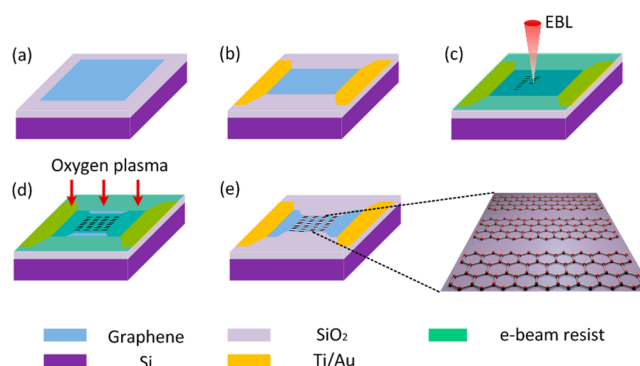 (a)
(b)
(c)
EBL
(d)
Oxygen plasma
(e)
Graphene
SiO₂
e-beam resist
Si
Ti/Au